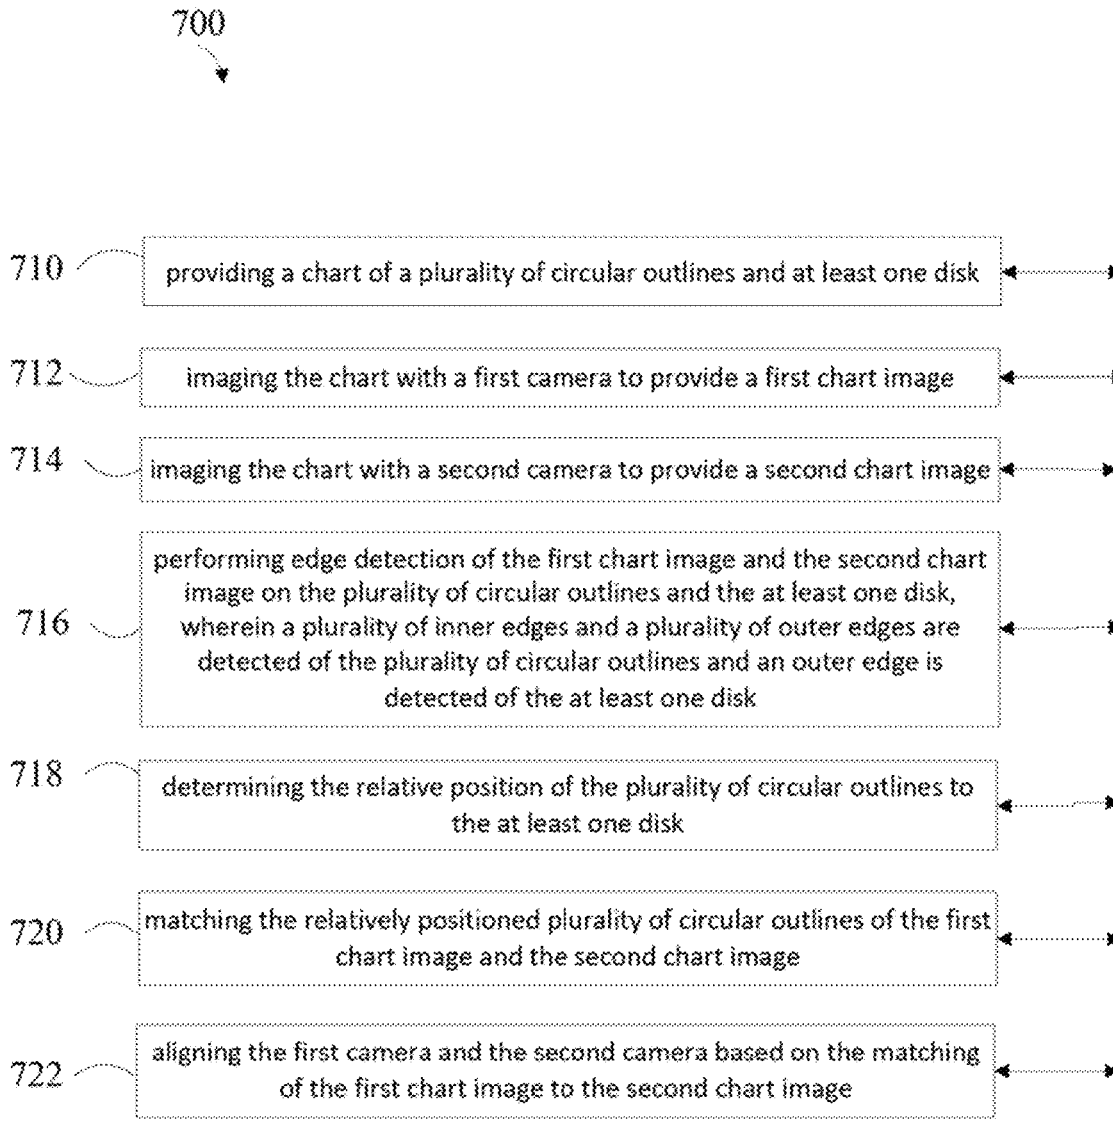 700
710
providing a chart of a plurality of circular outlines and at least one disk
712
imaging the chart with a first camera to provide a first chart image
714
imaging the chart with a second camera to provide a second chart image
716
performing edge detection of the first chart image and the second chart
image on the plurality of circular outlines and the at least one disk,
wherein a plurality of inner edges and a plurality of outer edges are
detected of the plurality of circular outlines and an outer edge is
detected of the at least one disk
718
determining the relative position of the plurality of circular outlines to
the at least one disk
720
matching the relatively positioned plurality of circular outlines of the first
chart image and the second chart image
722
aligning the first camera and the second camera based on the matching
of the first chart image to the second chart image